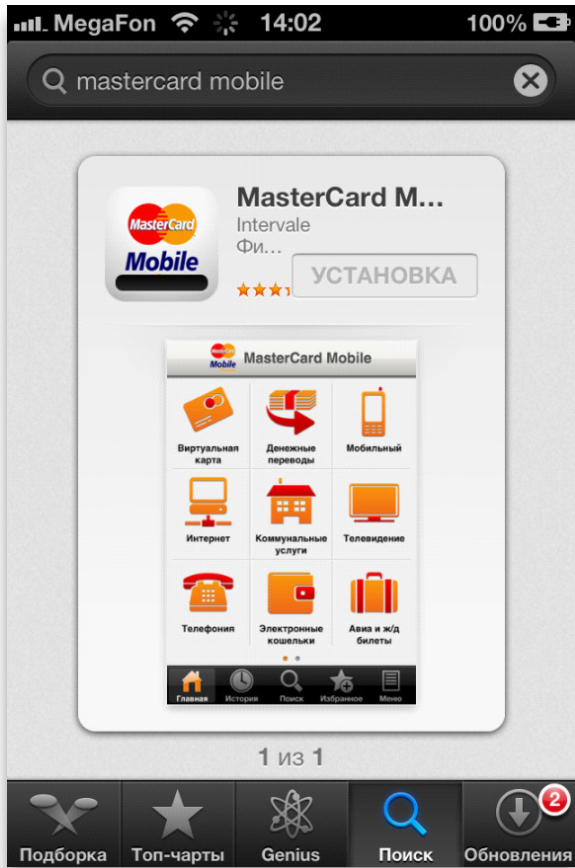 MegaFon 14:02 100%
mastercard mobile
MasterCard
Mobile
MasterCard M...
Intervale
Фи...
УСТАНОВКА
Mobile
MasterCard Mobile
Виртуальная карта
Денежные переводы
Мобильный
Интернет
Коммунальные услуги
Телевидение
Телефония
Электронные кошельки
Авиа и ж/д билеты
Главная История Поиск Избранное Меню
1 из 1
2
Подборка Топ-чарты Genius Поиск Обновления